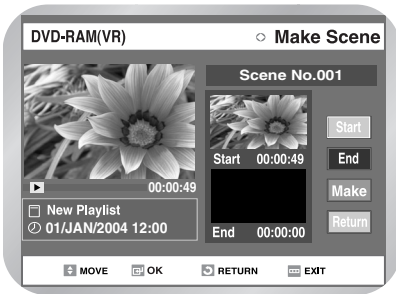 DVD-RAM(VR)
Make Scene
Scene No.001
00:00:49
New Playlist
01/JAN/2004 12:00
Start 00:00:49
End 00:00:00
Start
End
Make
Return
MOVE OK RETURN EXIT